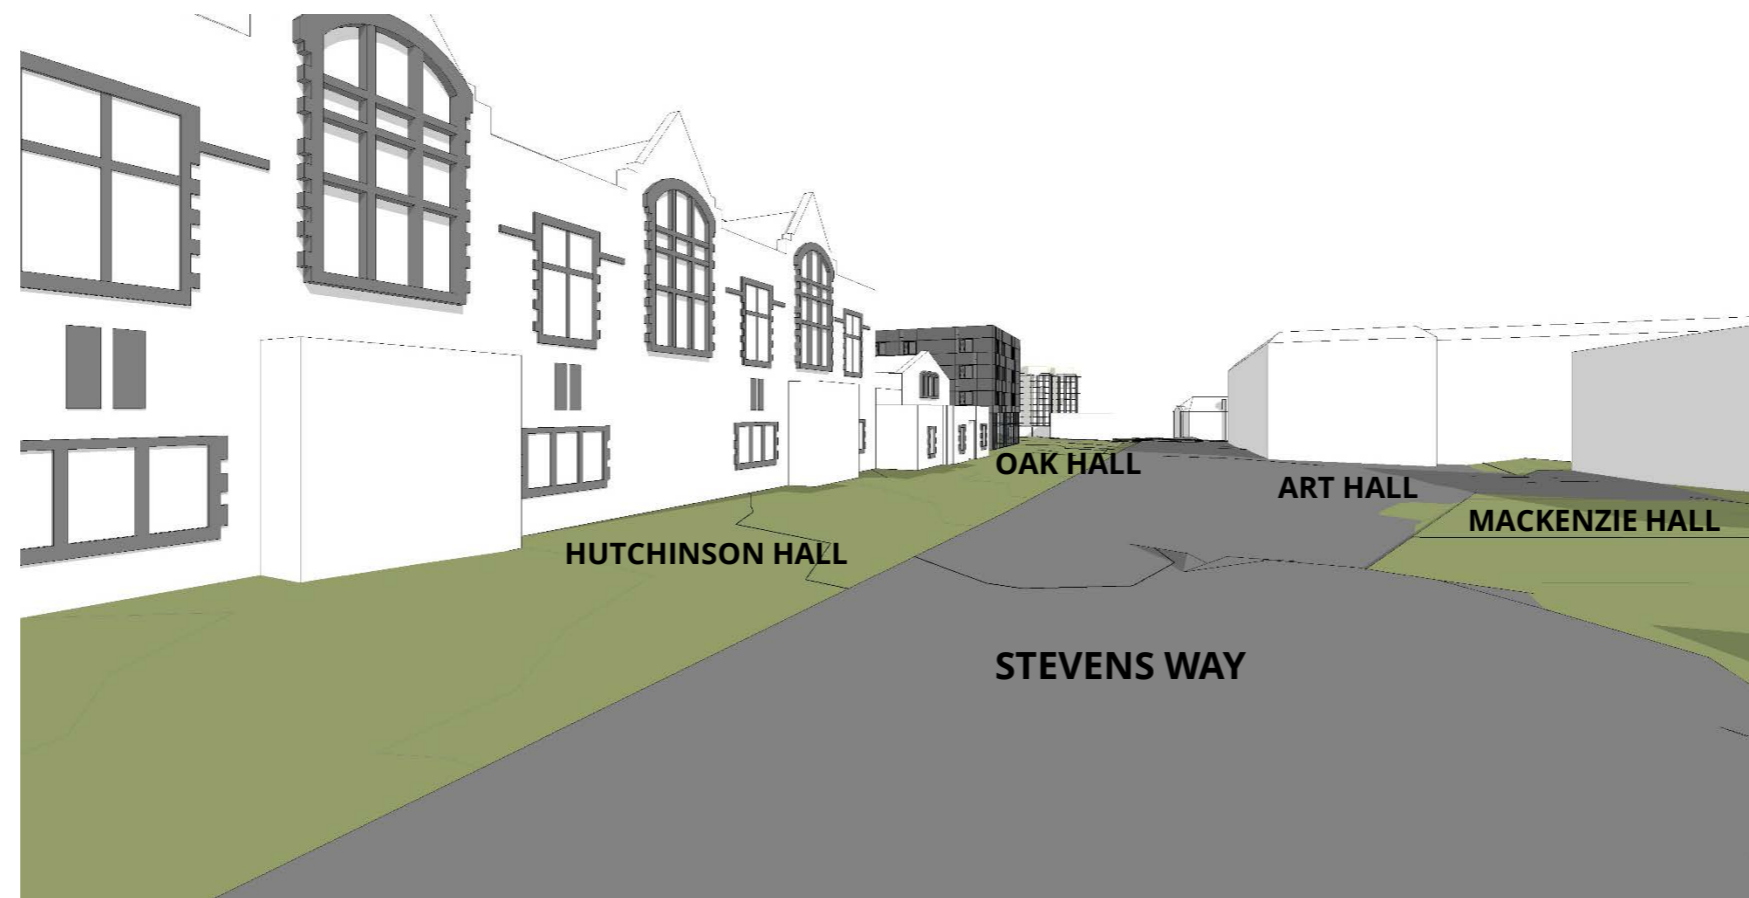 OAK HALL
ART HALL
MACKENZIE HALL
HUTCHINSON HALL
STEVENS WAY